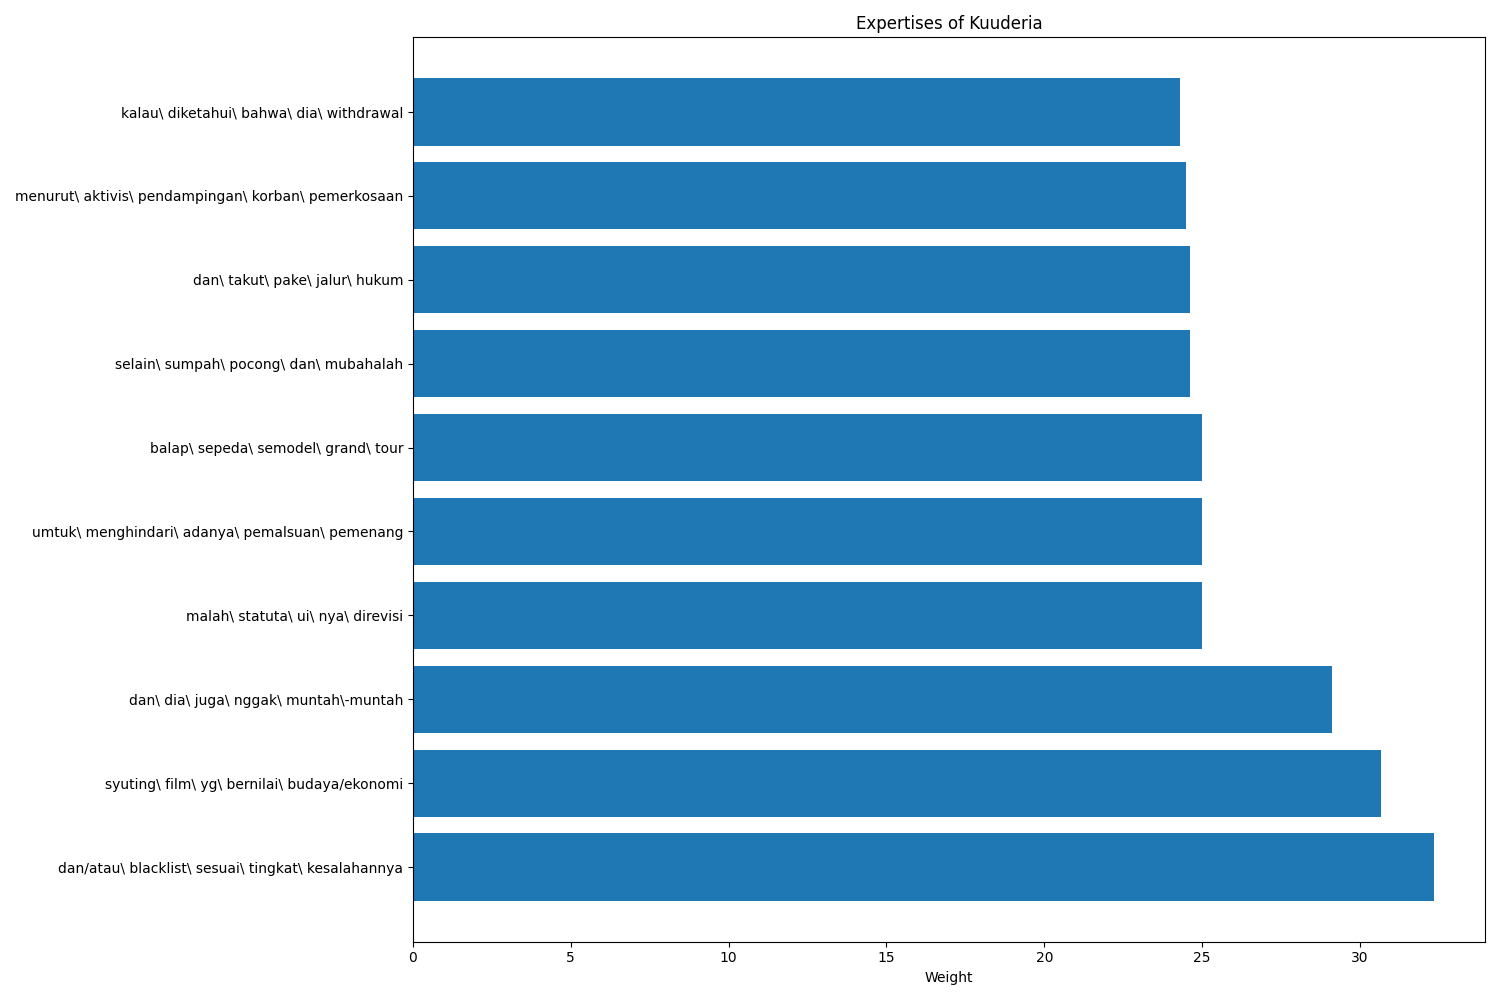 Expertises of Kuuderia
kalau\ diketahui\ bahwa\ dia\ withdrawal
menurut\ aktivis\ pendampingan\ korban\ pemerkosaan
dan\ takut\ pake\ jalur\ hukum
selain\ sumpah\ pocong\ dan\ mubahalah
balap\ sepeda\ semodel\ grand\ tour
umtuk\ menghindari\ adanya\ pemalsuan\ pemenang
malah\ statuta\ ui\ nya\ direvisi
dan\ dia\ juga\ nggak\ muntah\-muntah
syuting\ film\ yg\ bernilai\ budaya/ekonomi
dan/atau\ blacklist\ sesuai\ tingkat\ kesalahannya
0 5 10 15 20 25 30
Weight